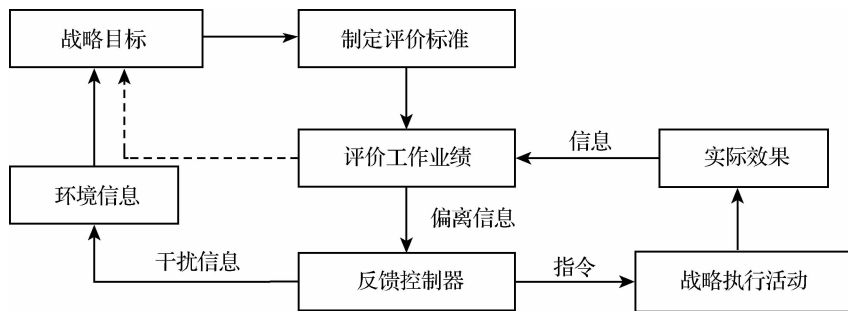 战略目标
制定评价标准
评价工作业绩
信息
实际效果
环境信息
偏离信息
干扰信息
反馈控制器
指令
战略执行活动